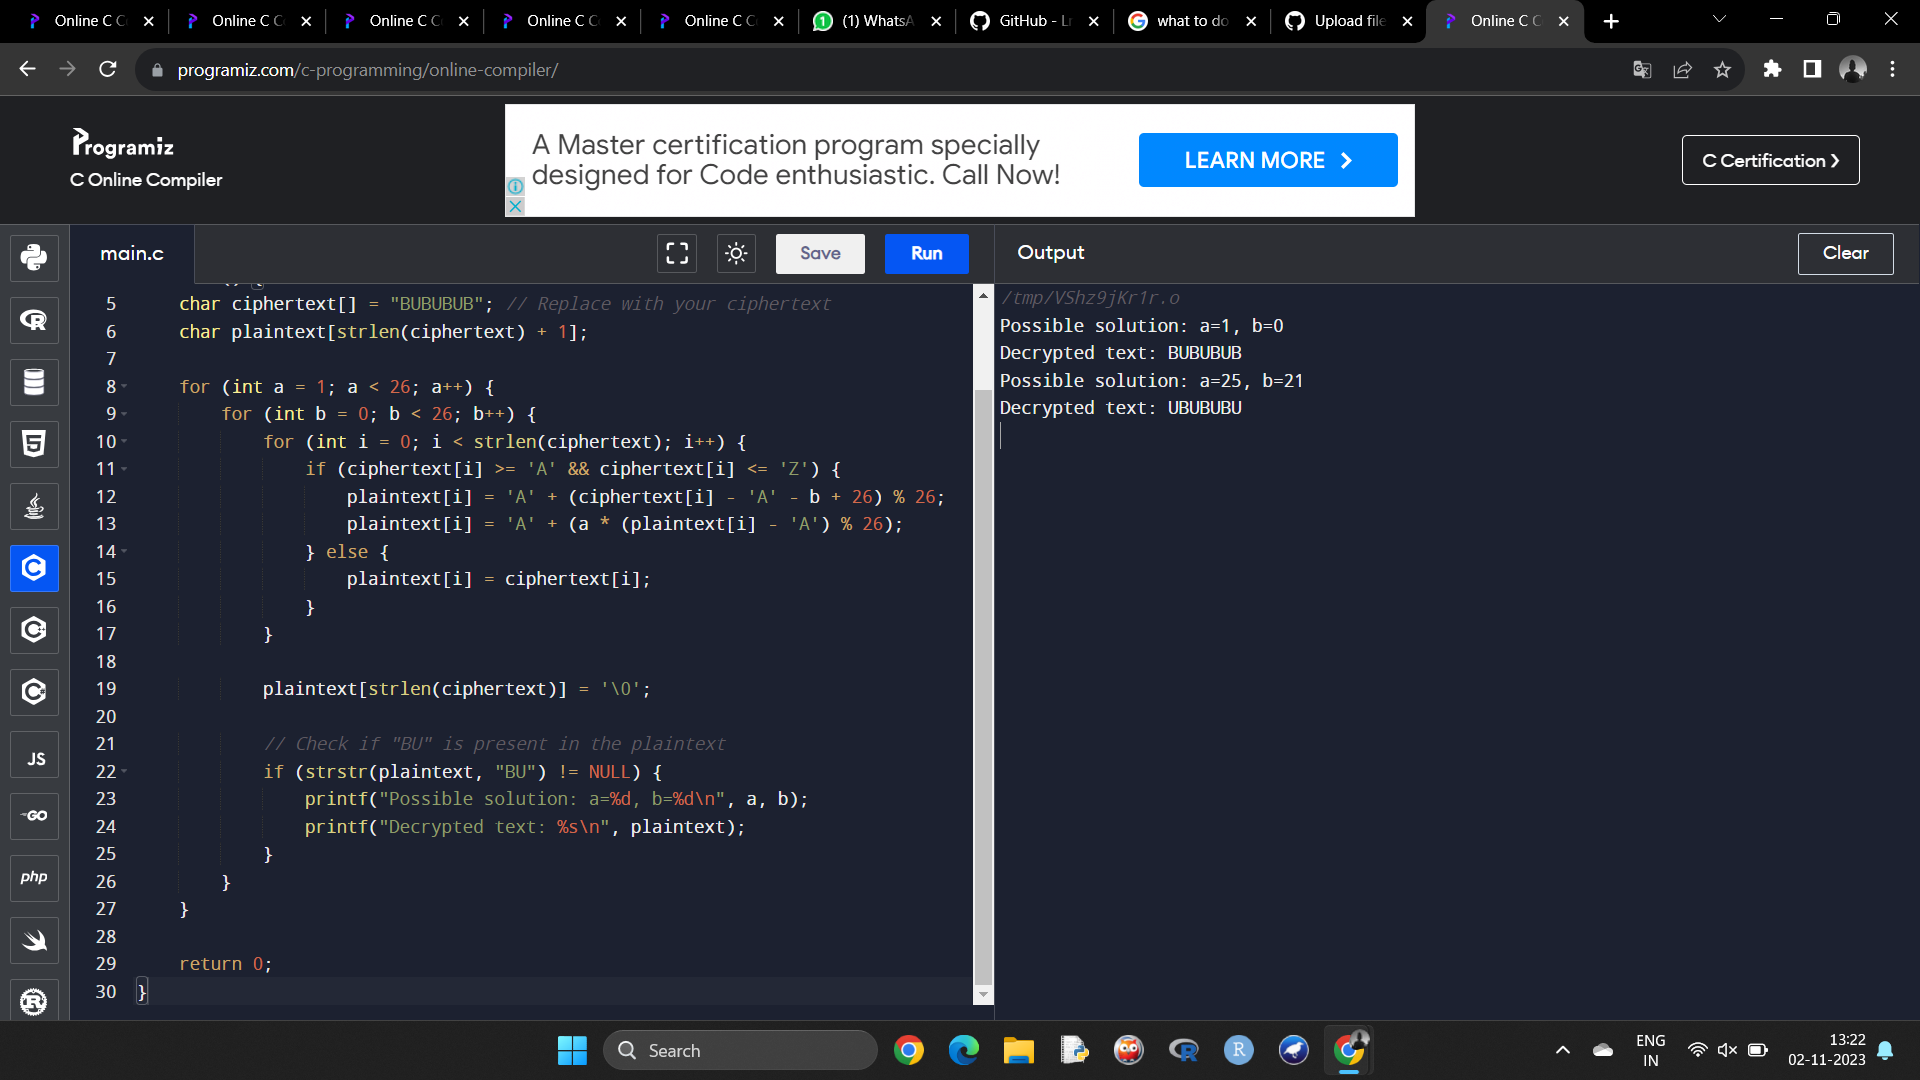 Online C C
Online C C
Online C C
Online C C
Online C C
(1) WhatsA
GitHub - Lr
what to do
Upload file
Online C C
programiz.com/c-programming/online-compiler/
Programiz
C Online Compiler
A Master certification program specially
designed for Code enthusiastic. Call Now!
LEARN MORE
C Certification
main.c
Save
Run
Output
Clear
5 char ciphertext[] = "BUBUBUB"; // Replace with your ciphertext
6 char plaintext[strlen(ciphertext) + 1];
7
8 for (int a = 1; a < 26; a++) {
9 for (int b = 0; b < 26; b++) {
10 for (int i = 0; i < strlen(ciphertext); i++) {
11 if (ciphertext[i] >= 'A' && ciphertext[i] <= 'Z') {
12 plaintext[i] = 'A' + (ciphertext[i] - 'A' - b + 26) % 26;
13 plaintext[i] = 'A' + (a * (plaintext[i] - 'A') % 26);
14 } else {
15 plaintext[i] = ciphertext[i];
16 }
17 }
18
19 plaintext[strlen(ciphertext)] = '\0';
20
21 // Check if "BU" is present in the plaintext
22 if (strstr(plaintext, "BU") != NULL) {
23 printf("Possible solution: a=%d, b=%d\n", a, b);
24 printf("Decrypted text: %s\n", plaintext);
25 }
26 }
27 }
28
29 return 0;
30 }
/tmp/VShz9jKr1r.o
Possible solution: a=1, b=0
Decrypted text: BUBUBUB
Possible solution: a=25, b=21
Decrypted text: UBUBUBU
JS
GO
php
Search
ENG
IN
13:22
02-11-2023